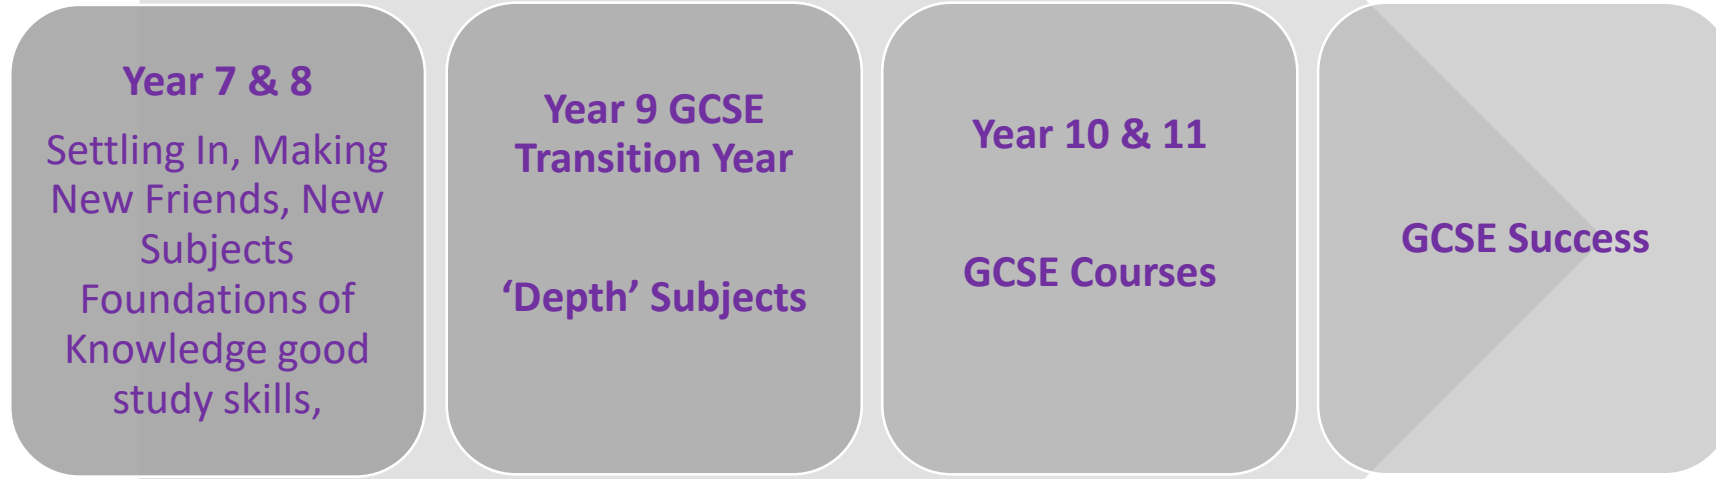 Year 7 & 8
Settling In, Making
New Friends, New
Subjects
Foundations of
Knowledge good
study skills,
Year 9 GCSE
Transition Year
‘Depth’ Subjects
Year 10 & 11
GCSE Courses
GCSE Success